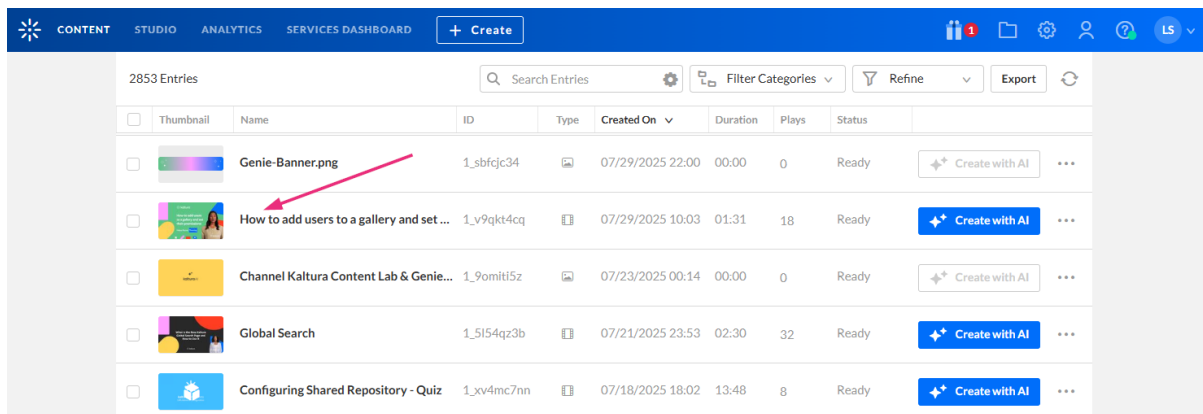 CONTENT STUDIO ANALYTICS SERVICES DASHBOARD + Create 1 LS
2853 Entries Search Entries Filter Categories Refine Export
Thumbnail Name ID Type Created On Duration Plays Status
Genie-Banner.png 1_sbfcjc34 07/29/2025 22:00 00:00 0 Ready Create with AI
How to add users to a gallery and set ... 1_v9qkt4cq 07/29/2025 10:03 01:31 18 Ready Create with AI
Channel Kaltura Content Lab & Genie... 1_9omiti5z 07/23/2025 00:14 00:00 0 Ready Create with AI
Global Search 1_5l54qz3b 07/21/2025 23:53 02:30 32 Ready Create with AI
Configuring Shared Repository - Quiz 1_xv4mc7nn 07/18/2025 18:02 13:48 8 Ready Create with AI